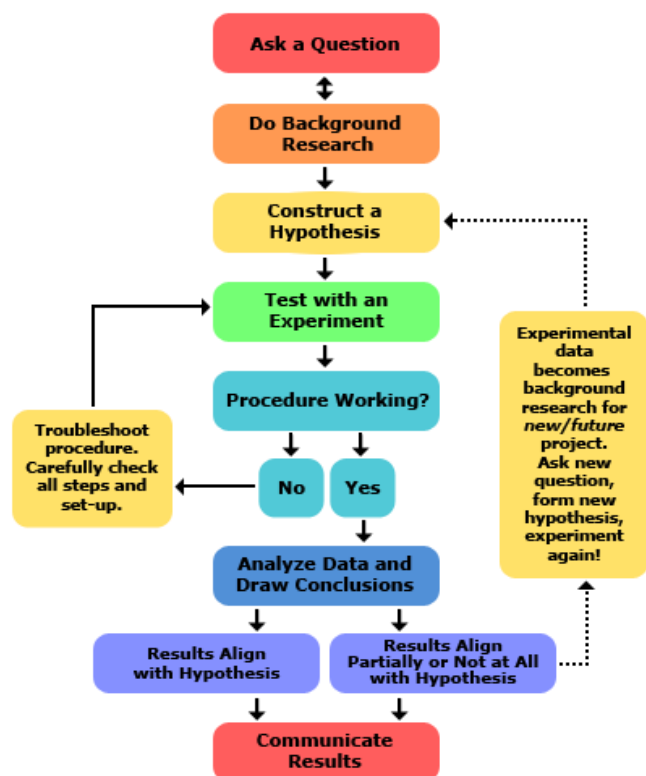 Ask a Question
Do Background
Research
Construct a
Hypothesis
Test with an
Experiment
Procedure Working?
No
Yes
Troubleshoot
procedure.
Carefully check
all steps and
set-up.
Analyze Data and
Draw Conclusions
Results Align
with Hypothesis
Results Align
Partially or Not at All
with Hypothesis
Experimental
data
becomes
background
research for
new/future
project.
Ask new
question,
form new
hypothesis,
experiment
again!
Communicate
Results